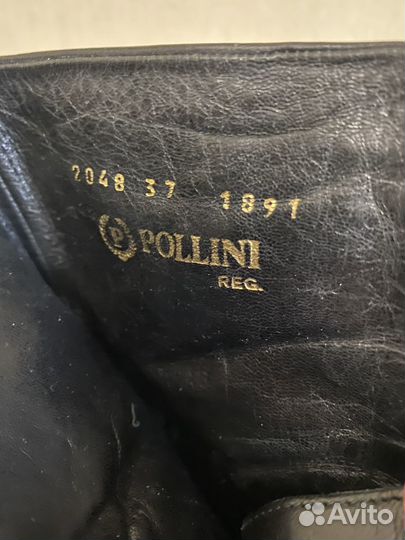 2048 37 1891
P POLLINI
REG.
Avito